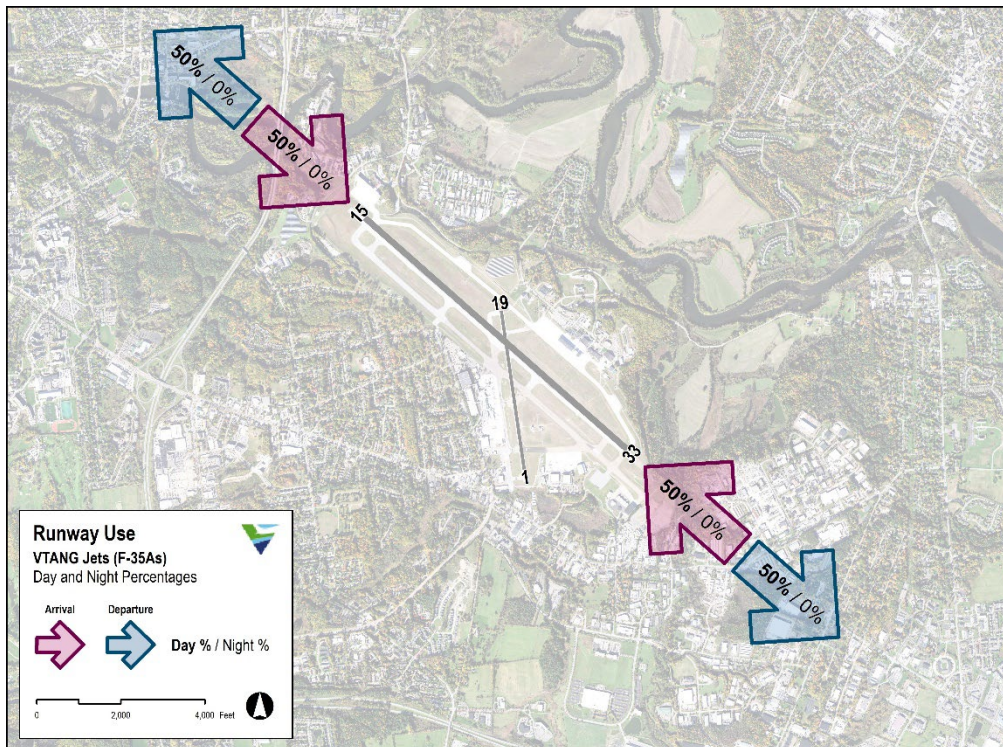 50% / 0%
50% / 0%
15
19
33
1
50% / 0%
50% / 0%
Runway Use
VTANG Jets (F-35As)
Day and Night Percentages
Arrival Departure
Day % / Night %
0 2,000 4,000 Feet